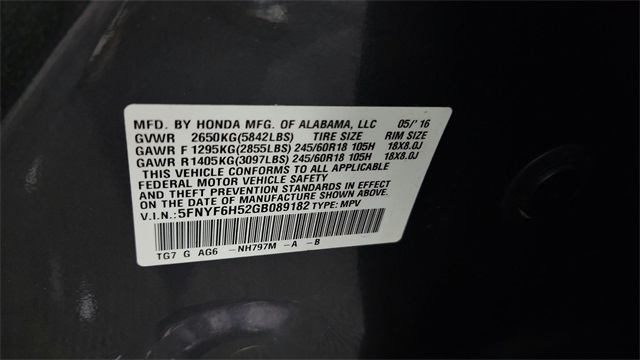 MFD. BY HONDA MFG. OF ALABAMA, LLC 05/'16
GVWR 2650KG(5842LBS) TIRE SIZE RIM SIZE
GAWR F 1295KG(2855LBS) 245/60R18 105H 18X8.0J
GAWR R 1405KG(3097LBS) 245/60R18 105H 18X8.0J
THIS VEHICLE CONFORMS TO ALL APPLICABLE
FEDERAL MOTOR VEHICLE SAFETY
AND THEFT PREVENTION STANDARDS IN EFFECT
ON THE DATE OF MANUFACTURE SHOWN ABOVE.
V.I.N.: 5FNYF6H52GB089182 TYPE: MPV
TG7 G AG6 -NH797M -A -B